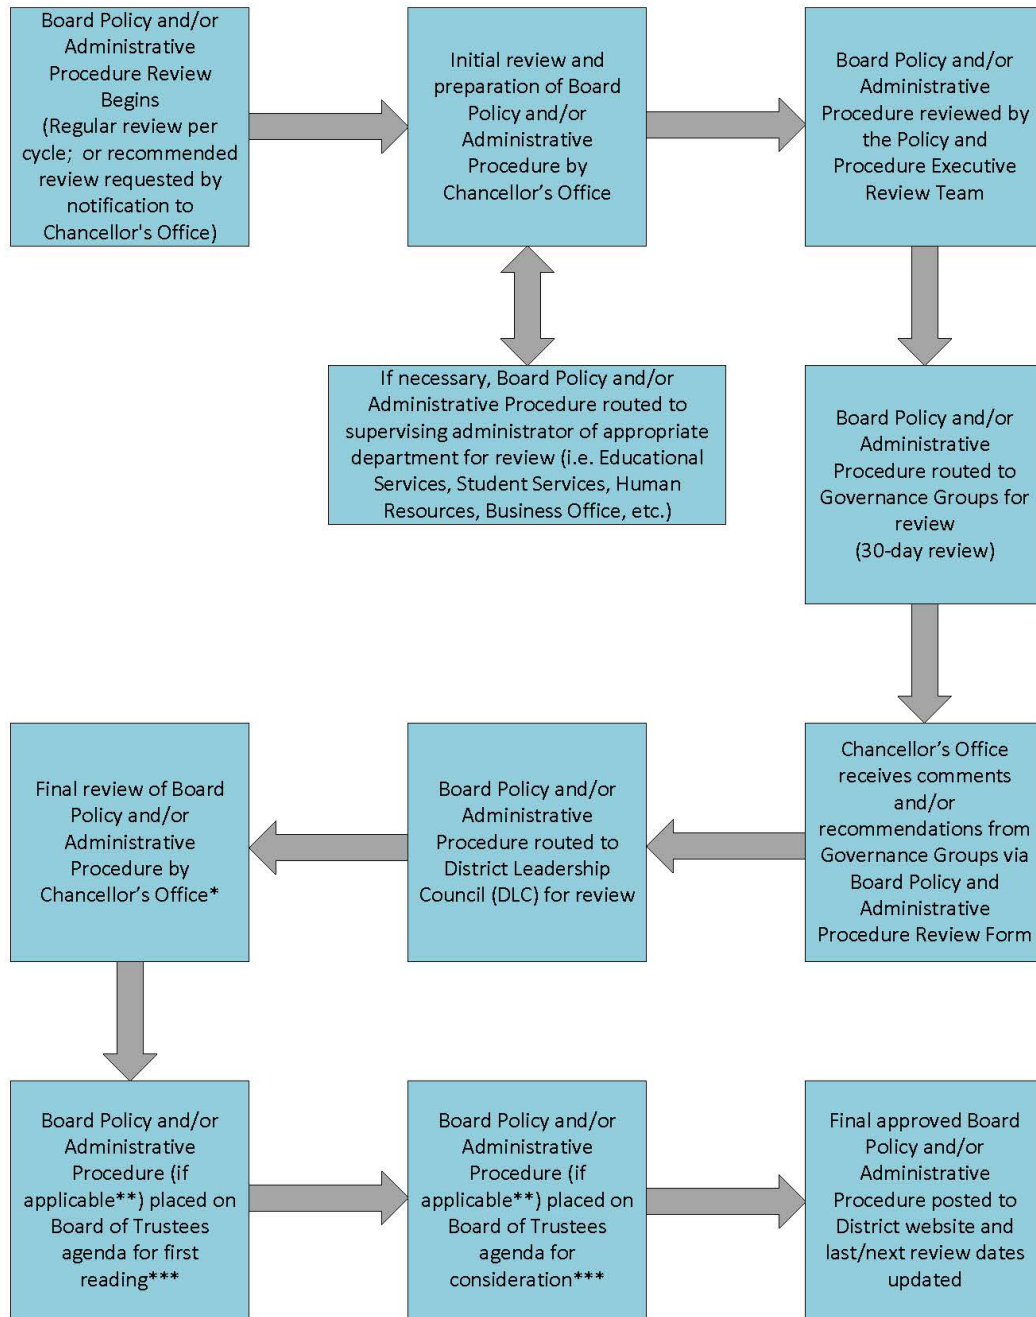 Board Policy and/or
Administrative
Procedure Review
Begins
(Regular review per
cycle; or recommended
review requested by
notification to
Chancellor's Office)
Initial review and
preparation of Board
Policy and/or
Administrative
Procedure by
Chancellor’s Office
Board Policy and/or
Administrative
Procedure reviewed by
the Policy and
Procedure Executive
Review Team
If necessary, Board Policy and/or
Administrative Procedure routed to
supervising administrator of appropriate
department for review (i.e. Educational
Services, Student Services, Human
Resources, Business Office, etc.)
Board Policy and/or
Administrative
Procedure routed to
Governance Groups for
review
(30-day review)
Chancellor’s Office
receives comments
and/or
recommendations from
Governance Groups via
Board Policy and
Administrative
Procedure Review Form
Board Policy and/or
Administrative
Procedure routed to
District Leadership
Council (DLC) for review
Final review of Board
Policy and/or
Administrative
Procedure by
Chancellor’s Office*
Board Policy and/or
Administrative
Procedure (if
applicable**) placed on
Board of Trustees
agenda for first
reading***
Board Policy and/or
Administrative
Procedure (if
applicable**) placed on
Board of Trustees
agenda for
consideration***
Final approved Board
Policy and/or
Administrative
Procedure posted to
District website and
last/next review dates
updated